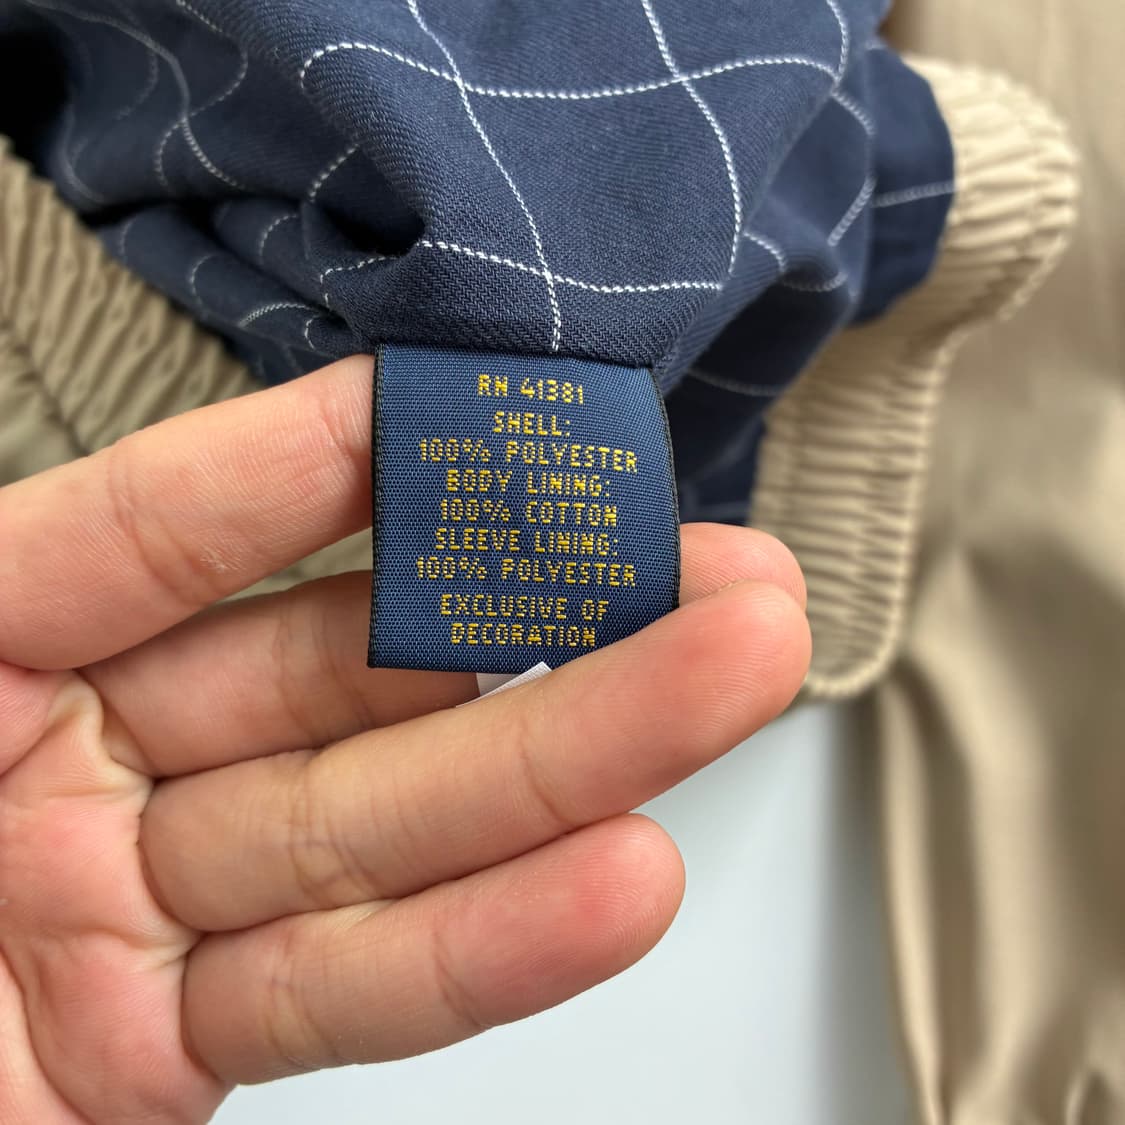 RN 41381
SHELL:
100% POLYESTER
BODY LINING:
100% COTTON
SLEEVE LINING:
100% POLYESTER
EXCLUSIVE OF
DECORATION